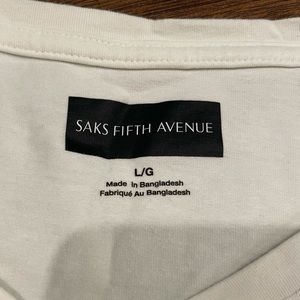 SAKS FIFTH AVENUE
L/G
Made In Bangladesh
Fabriqué Au Bangladesh